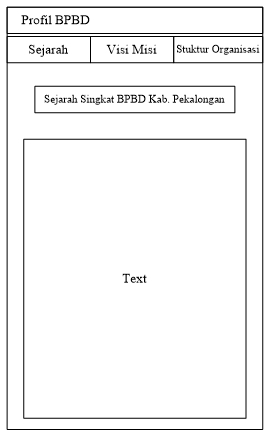 Profil BPBD
Sejarah
Visi Misi
Stuktur Organisasi
Sejarah Singkat BPBD Kab. Pekalongan
Text